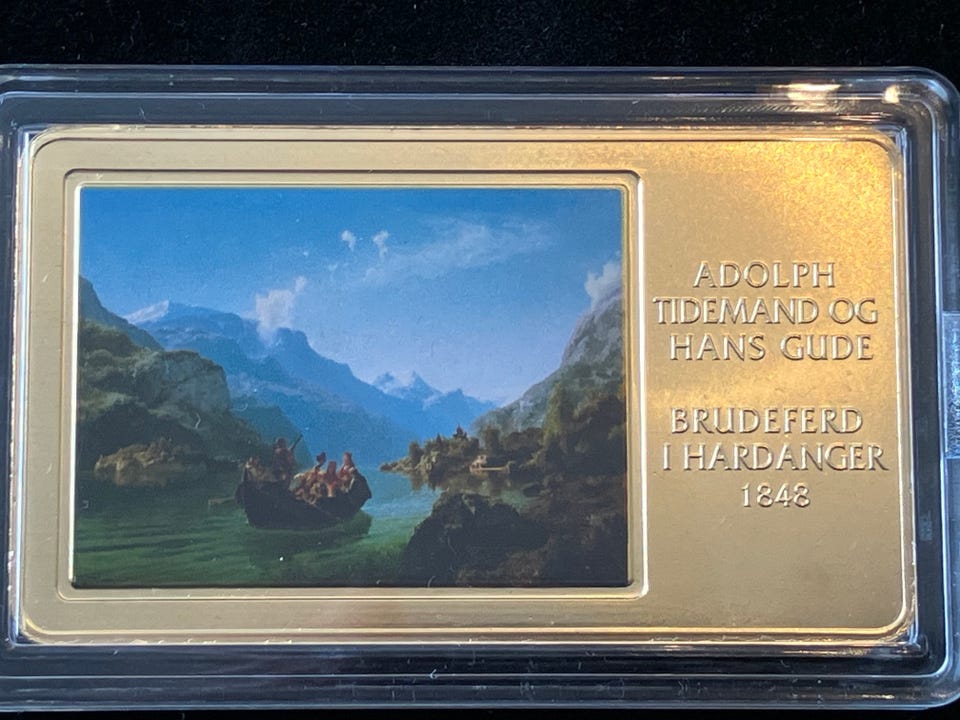 ADOLPH
TIDEMAND OG
HANS GUDE
BRUDEFERD
I HARDANGER
1848